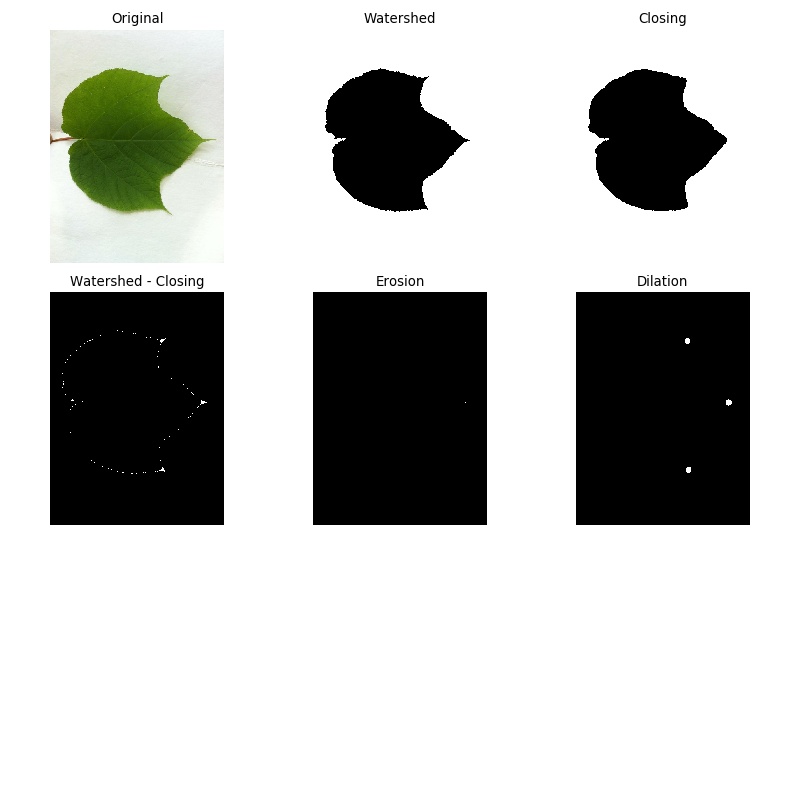 Original
Watershed
Closing
Watershed - Closing
Erosion
Dilation